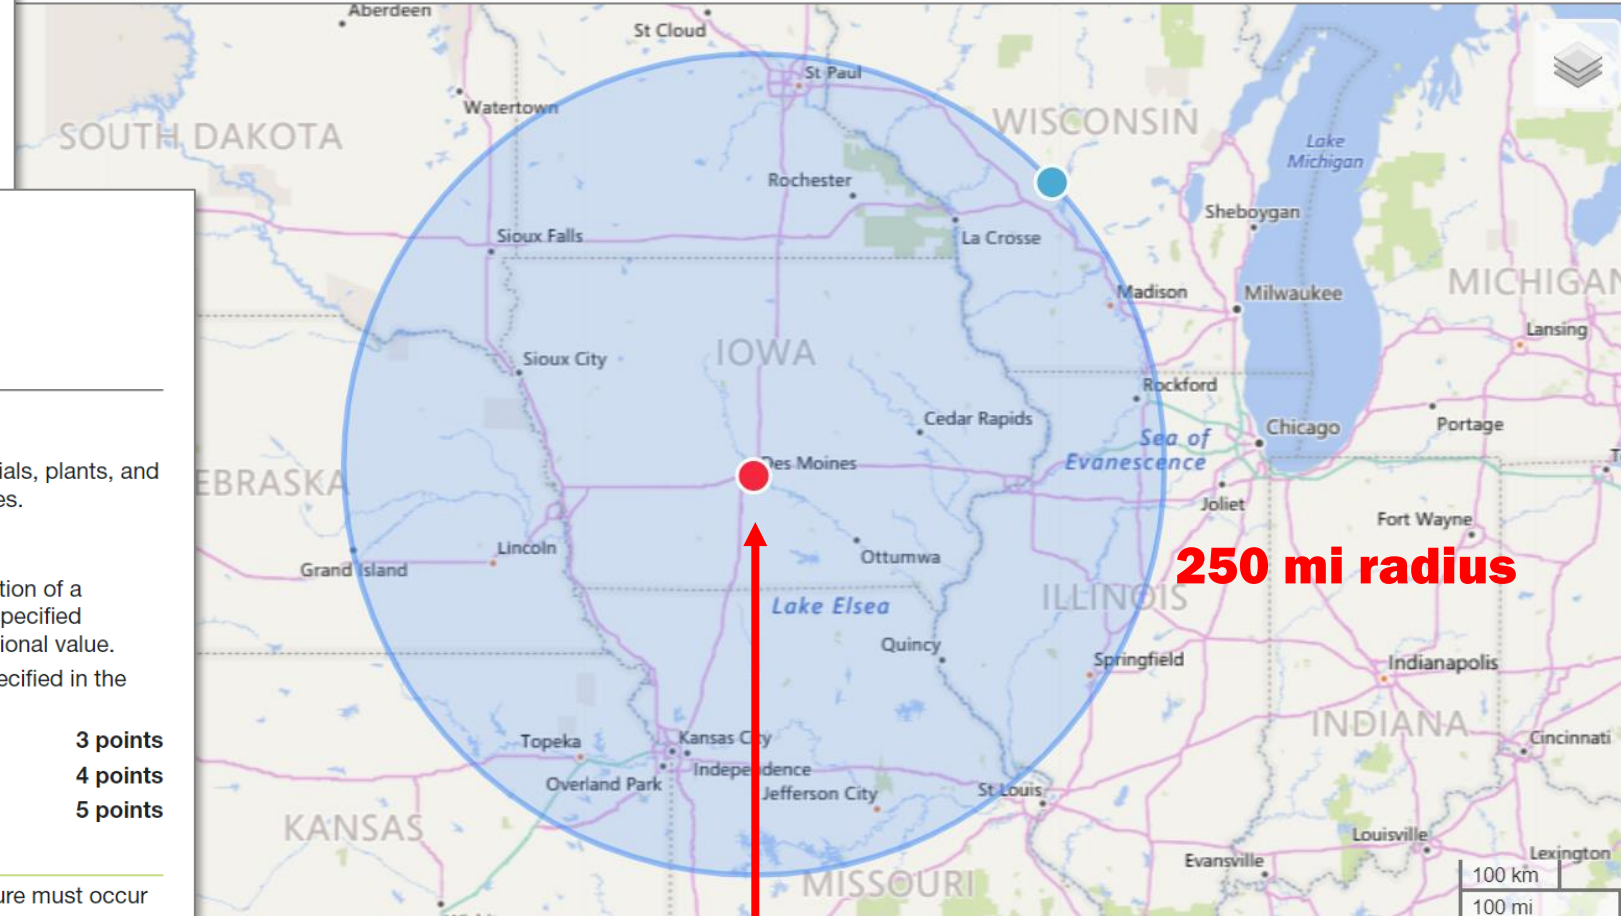 Aberdeen
St Cloud
St Paul
Watertown
WISCONSIN
SOUTH DAKOTA
Lake
Michigan
Rochester
Sheboygan
Sioux Falls
La Crosse
MICHIGAN
Madison
Milwaukee
Lansing
IOWA
Sioux City
Rockford
Cedar Rapids
Portage
Chicago
Sea of
Evanescence
Des Moines
ials, plants, and
es.
EBRASKA
Joliet
Fort Wayne
Lincoln
Ottumwa
Grand Island
250 mi radius
tion of a
pecified
ional value.
ecified in the
ILLINOIS
Lake Elsea
Quincy
Springfield
Indianapolis
INDIANA
3 points
4 points
5 points
Topeka
Kansas City
Cincinnati
Independence
Overland Park
Jefferson City
St Louis
KANSAS
Louisville
Lexington
Evansville
MISSOURI
100 km
100 mi
ure must occur